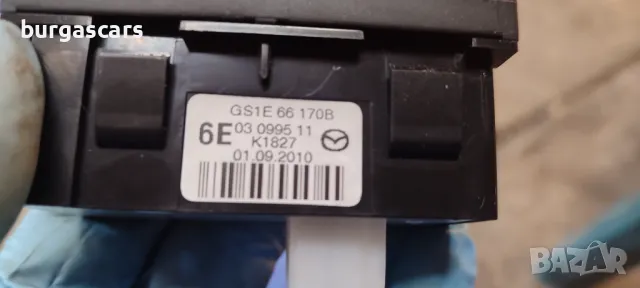 burgascars
GS1E 66 170B
6E 03 0995 11
K1827
01.09.2010
BAZAR